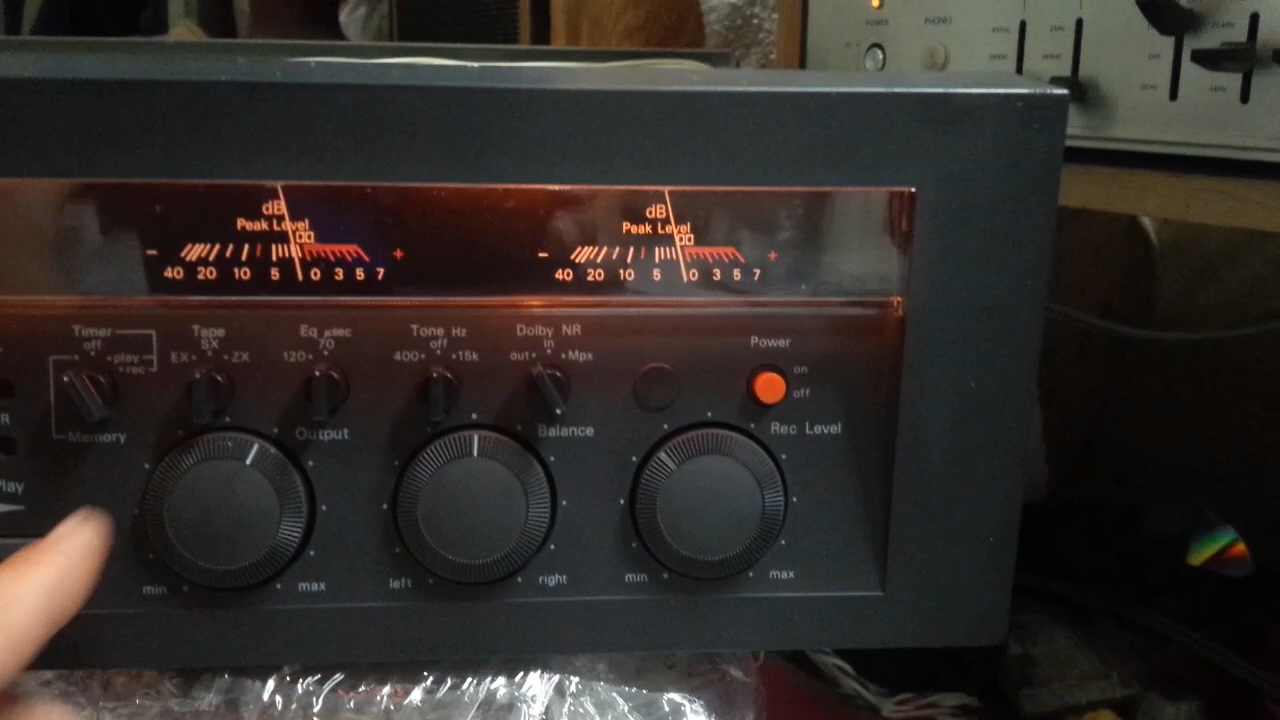 POWER
PHONES
dB
Peak Level
- 40 20 10 5 0 3 5 7 +
dB
Peak Level
- 40 20 10 5 0 3 5 7 +
Timer
off
play
rec
Memory
Tape
SX
EX ZX
Eq µsec
70
120
Tone Hz
off
400 15k
Dolby NR
in
out Mpx
Power
on
off
Output
Balance
Rec Level
R
Play
min max
left right
min max